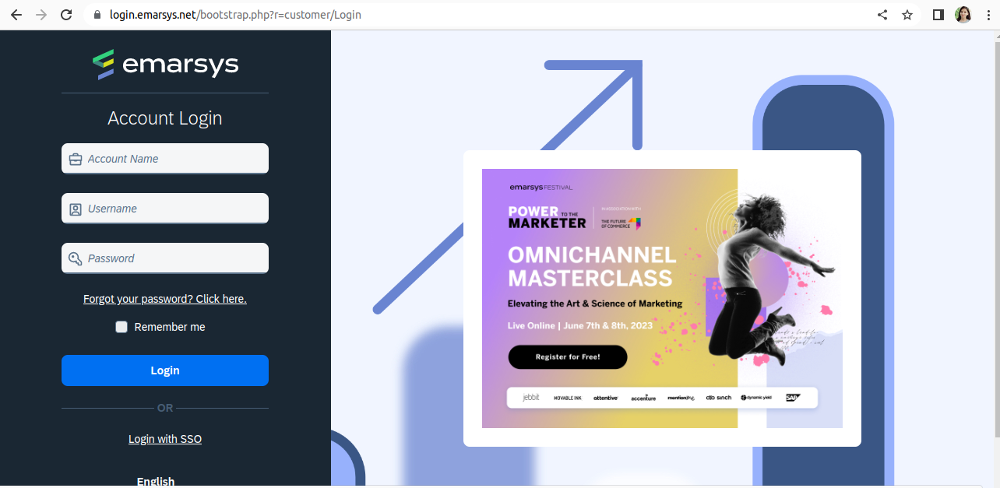 login.emarsys.net/bootstrap.php?r=customer/Login
emarsys
Account Login
Account Name
Username
Password
Forgot your password? Click here.
Remember me
Login
OR
Login with SSO
English
emarsys FESTIVAL
POWER TO THE
MARKETER
IN ASSOCIATION WITH
THE FUTURE
OF COMMERCE
OMNICHANNEL
MASTERCLASS
Elevating the Art & Science of Marketing
Live Online | June 7th & 8th, 2023
Register for Free!
jebbit MOVABLE INK attentive accenture mention me sinch dynamic yield SAP